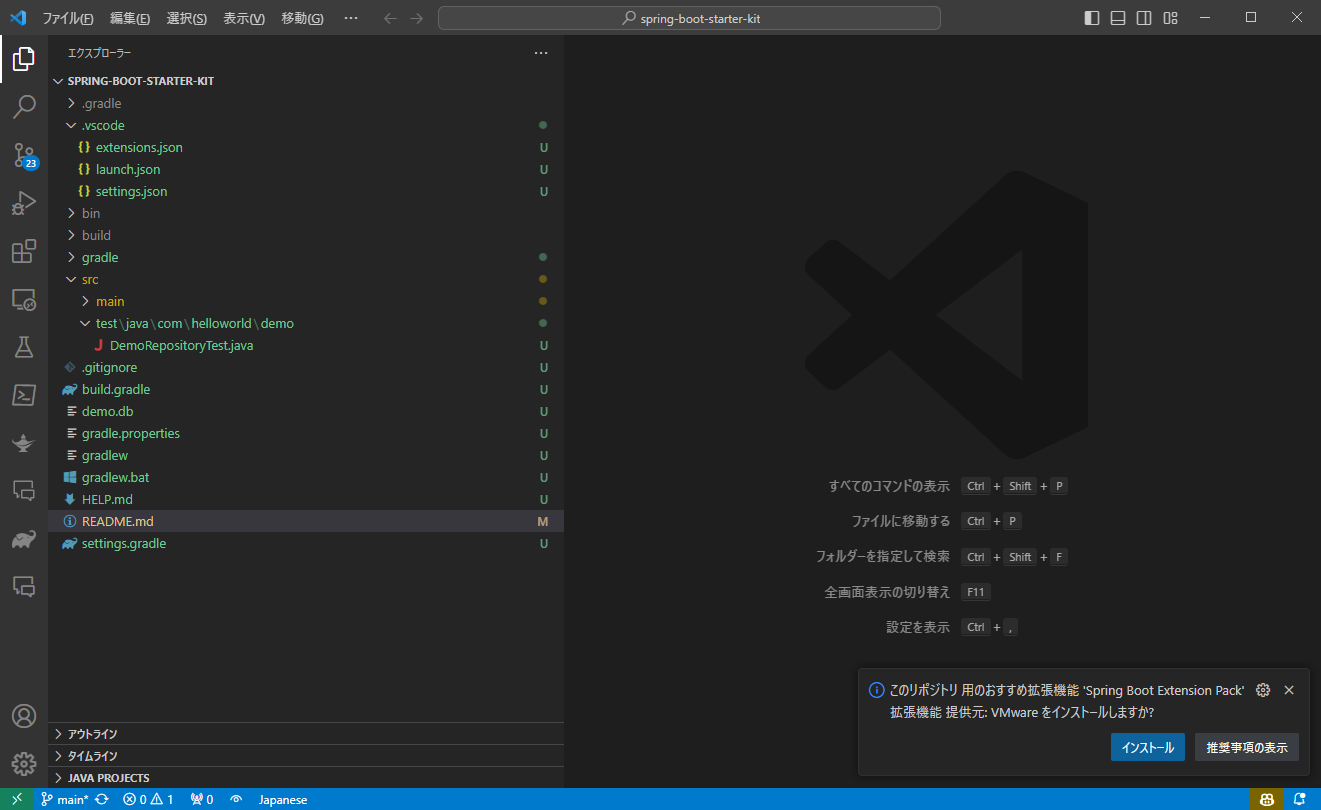 ファイル(F) 編集(E) 選択(S) 表示(V) 移動(G) ··· spring-boot-starter-kit
エクスプローラー ···
SPRING-BOOT-STARTER-KIT
.gradle
.vscode
{} extensions.json U
{} launch.json U
{} settings.json U
23
bin
build
gradle
src
main
test\java\com\helloworld\demo
J DemoRepositoryTest.java U
.gitignore U
build.gradle U
demo.db U
gradle.properties U
gradlew U
gradlew.bat U
HELP.md U
README.md M
settings.gradle U
アウトライン
タイムライン
JAVA PROJECTS
すべてのコマンドの表示 Ctrl + Shift + P
ファイルに移動する Ctrl + P
フォルダーを指定して検索 Ctrl + Shift + F
全画面表示の切り替え F11
設定を表示 Ctrl + ,
このリポジトリ 用のおすすめ拡張機能 'Spring Boot Extension Pack'
拡張機能 提供元: VMware をインストールしますか?
インストール 推奨事項の表示
main* 0 1 0 Japanese